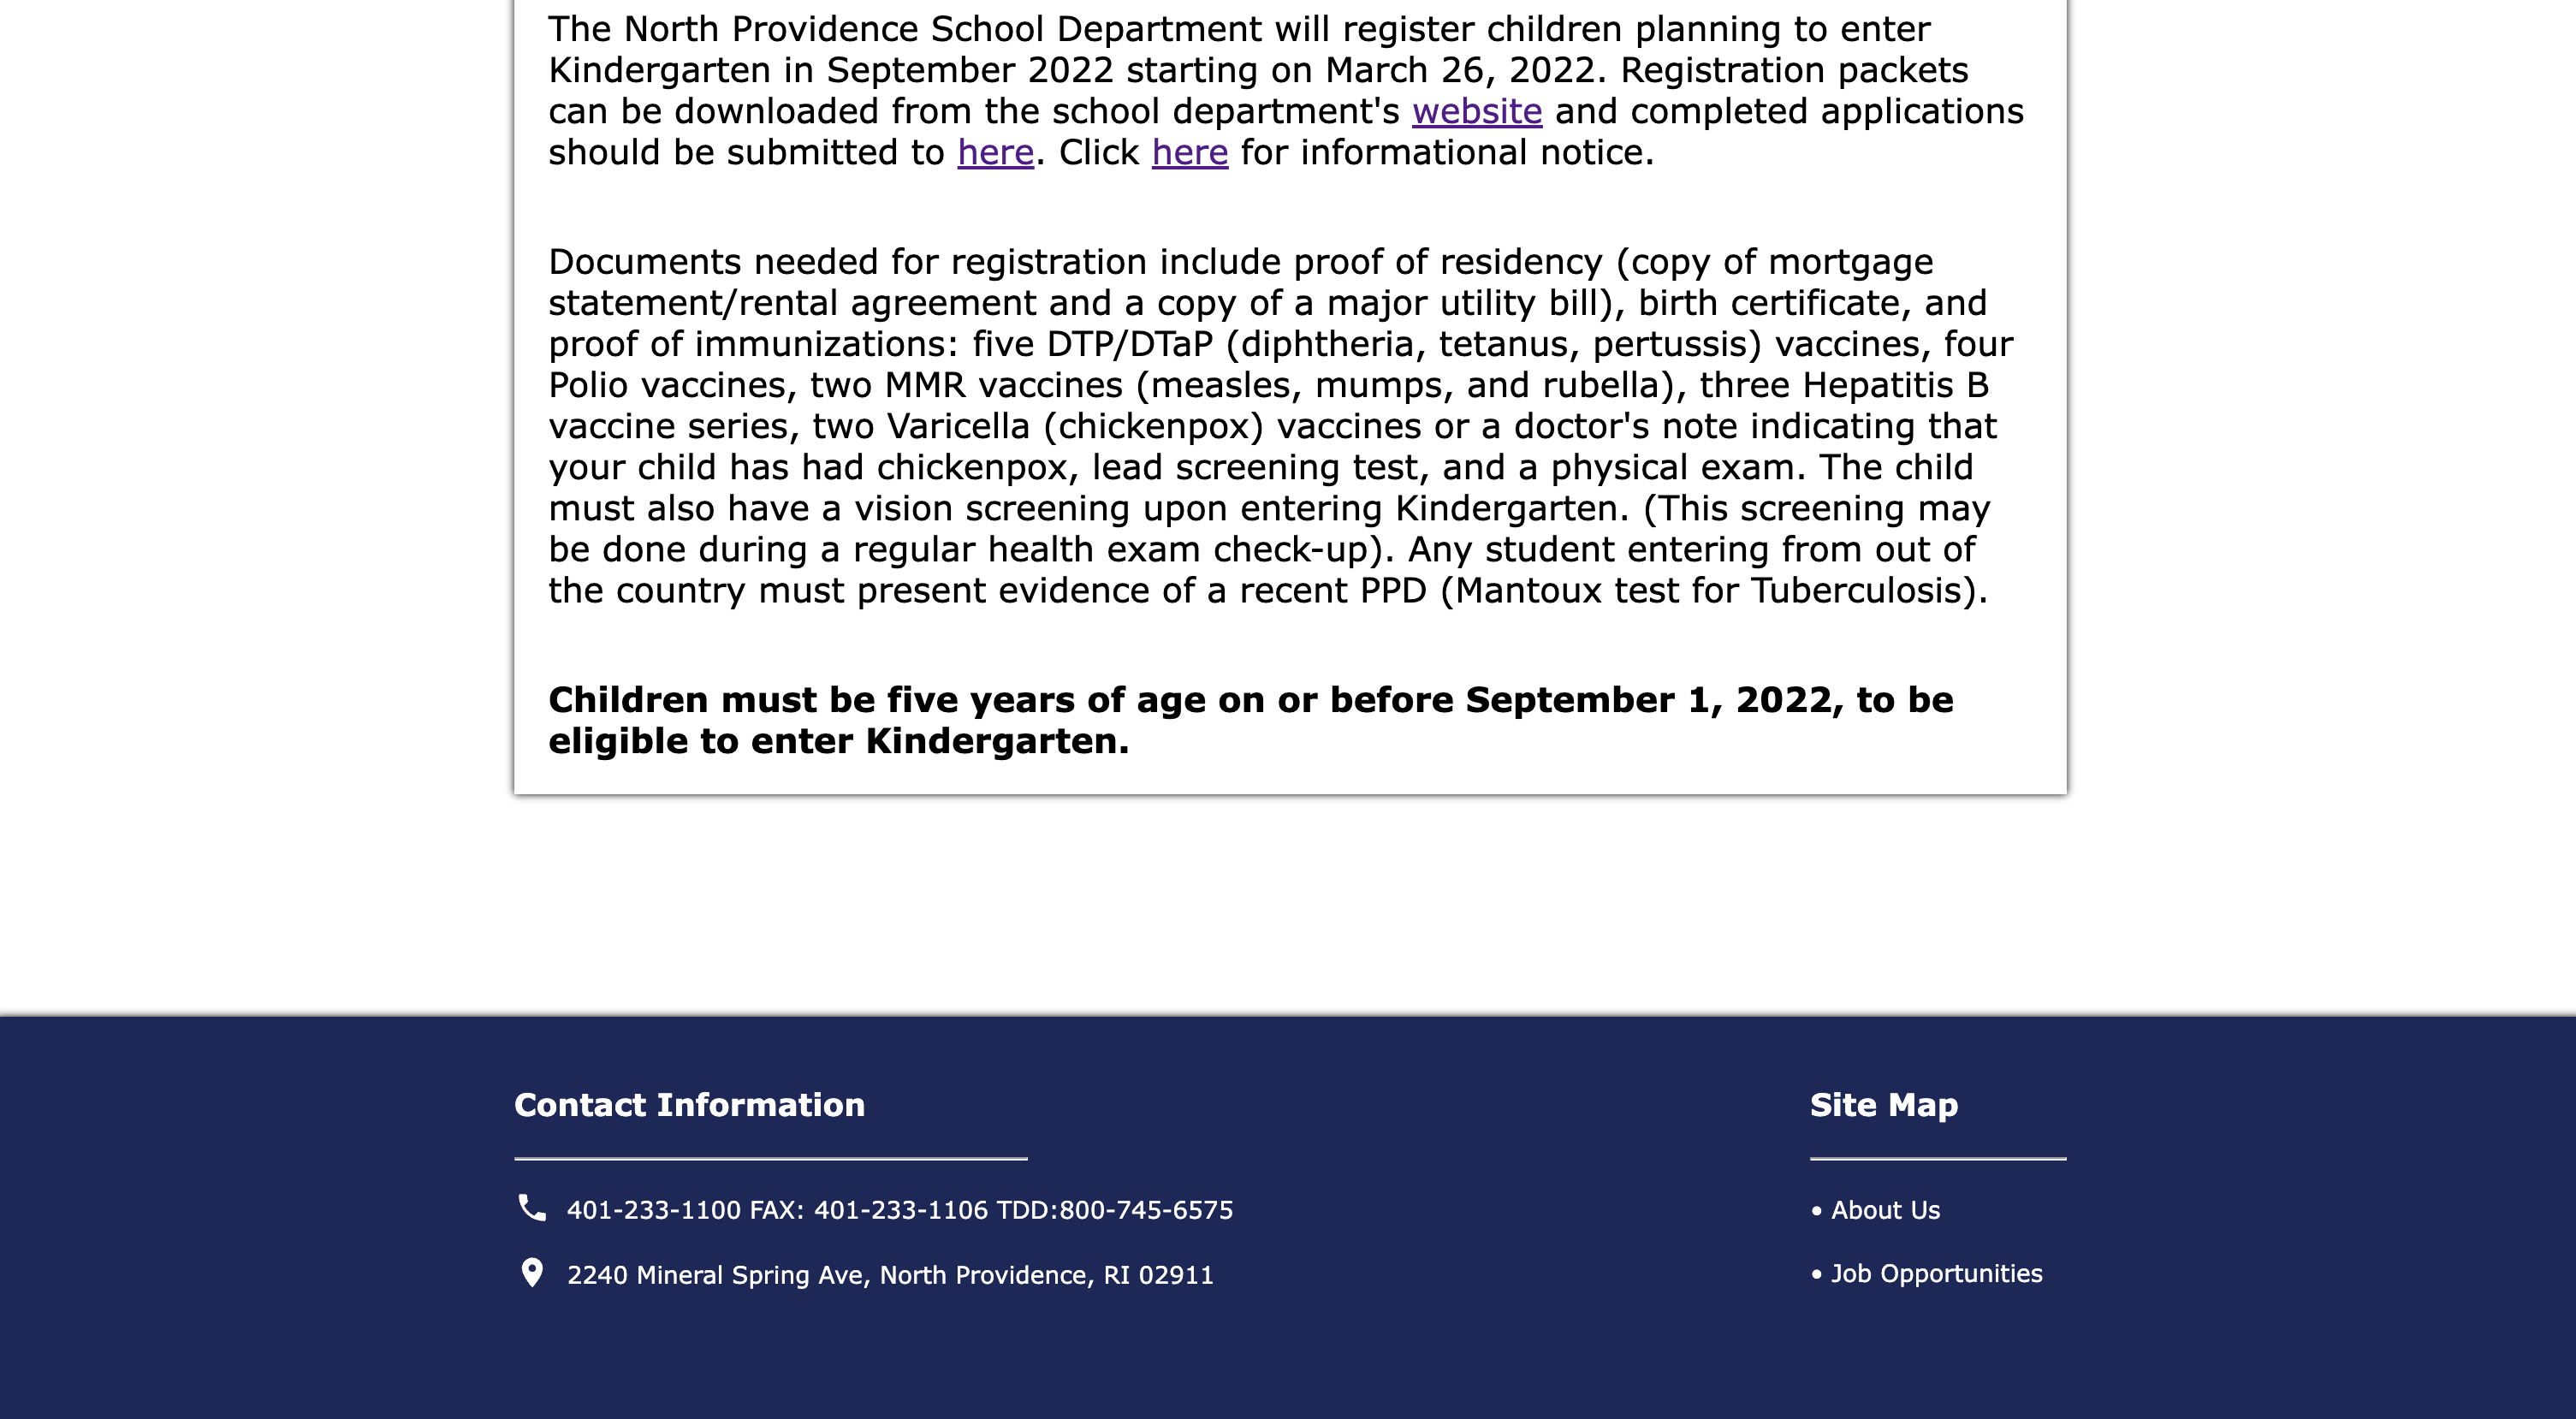 The North Providence School Department will register children planning to enter
Kindergarten in September 2022 starting on March 26, 2022. Registration packets
can be downloaded from the school department's website and completed applications
should be submitted to here. Click here for informational notice.
Documents needed for registration include proof of residency (copy of mortgage
statement/rental agreement and a copy of a major utility bill), birth certificate, and
proof of immunizations: five DTP/DTaP (diphtheria, tetanus, pertussis) vaccines, four
Polio vaccines, two MMR vaccines (measles, mumps, and rubella), three Hepatitis B
vaccine series, two Varicella (chickenpox) vaccines or a doctor's note indicating that
your child has had chickenpox, lead screening test, and a physical exam. The child
must also have a vision screening upon entering Kindergarten. (This screening may
be done during a regular health exam check-up). Any student entering from out of
the country must present evidence of a recent PPD (Mantoux test for Tuberculosis).
Children must be five years of age on or before September 1, 2022, to be
eligible to enter Kindergarten.
Contact Information
401-233-1100 FAX: 401-233-1106 TDD:800-745-6575
2240 Mineral Spring Ave, North Providence, RI 02911
Site Map
• About Us
• Job Opportunities